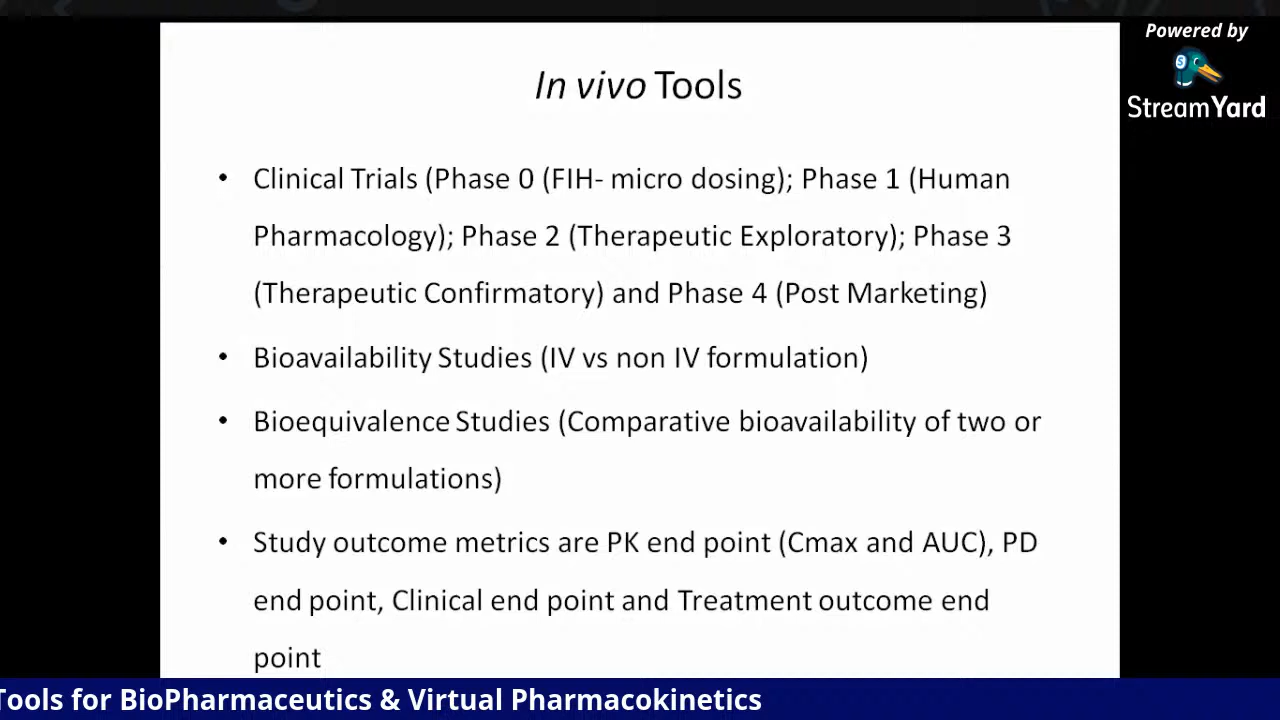 Powered by
StreamYard
In vivo Tools
• Clinical Trials (Phase 0 (FIH- micro dosing); Phase 1 (Human
Pharmacology); Phase 2 (Therapeutic Exploratory); Phase 3
(Therapeutic Confirmatory) and Phase 4 (Post Marketing)
• Bioavailability Studies (IV vs non IV formulation)
• Bioequivalence Studies (Comparative bioavailability of two or
more formulations)
• Study outcome metrics are PK end point (Cmax and AUC), PD
end point, Clinical end point and Treatment outcome end
point
Tools for BioPharmaceutics & Virtual Pharmacokinetics